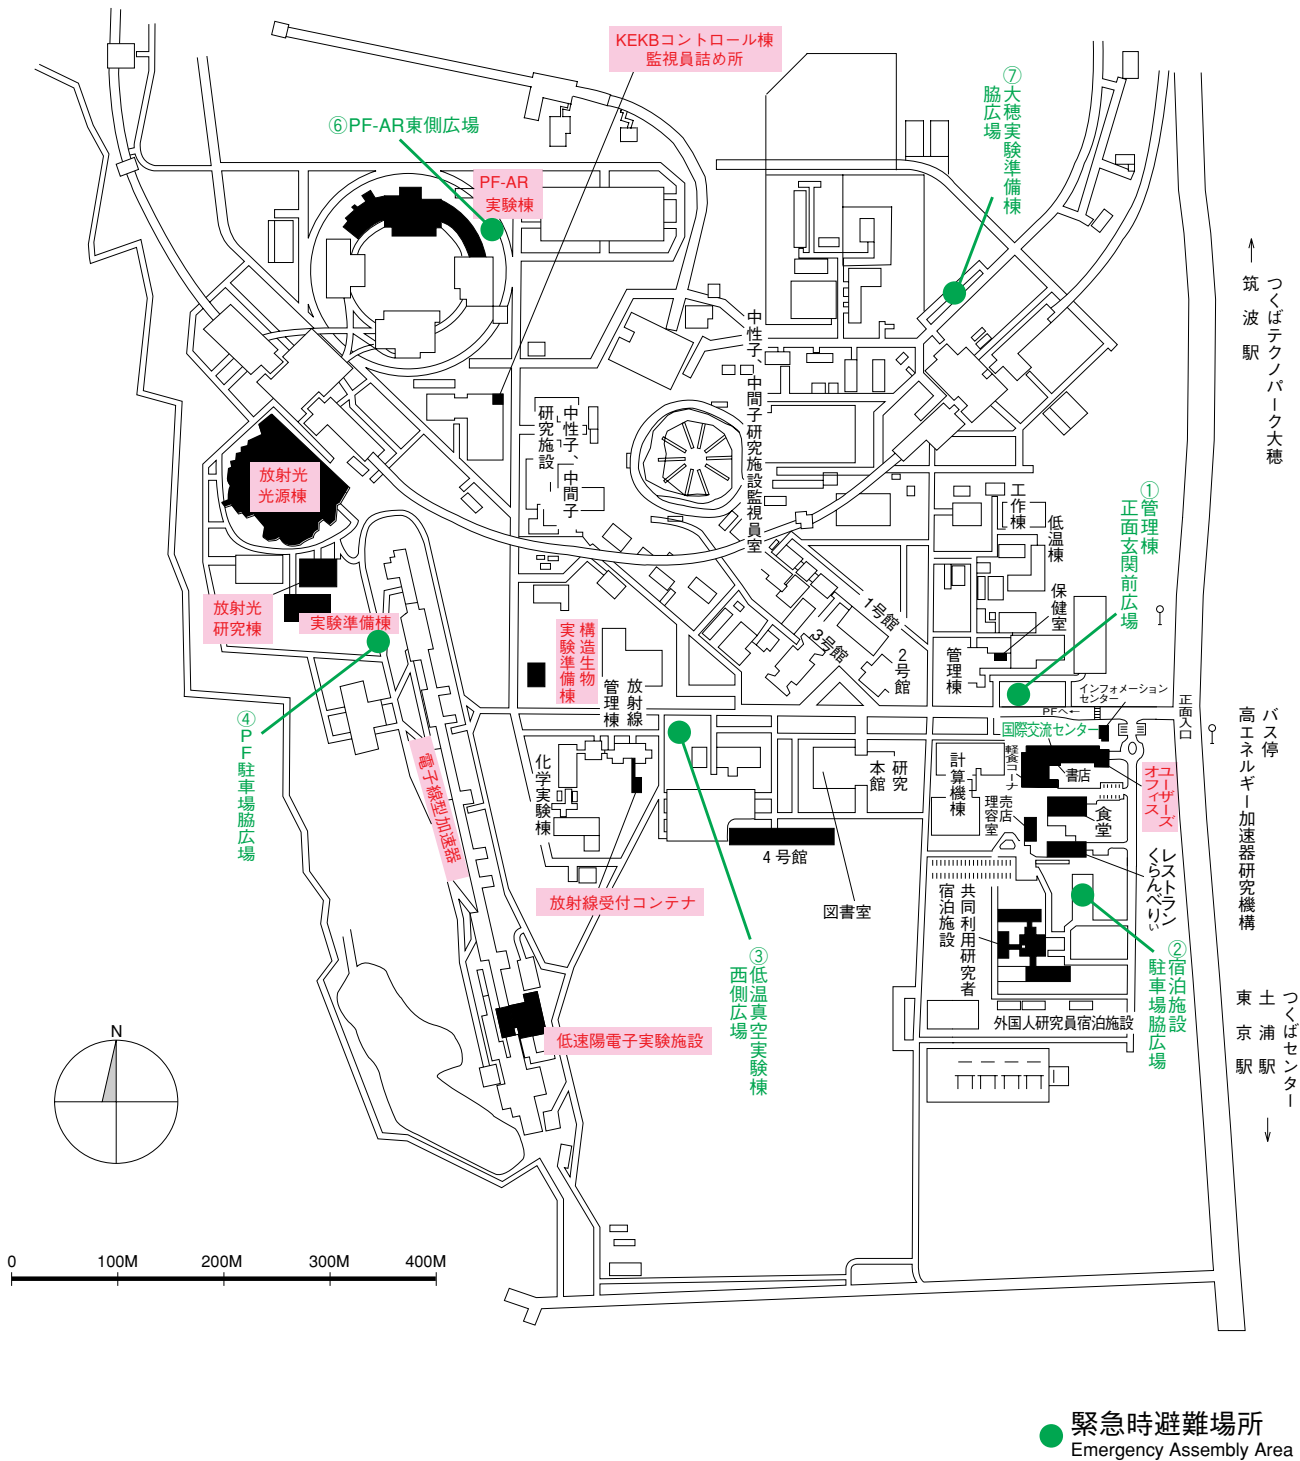 KEKBコントロール棟
監視員詰め所
⑦大穂実験準備棟
脇広場
⑥PF-AR東側広場
PF-AR
実験棟
つくばテクノパーク大穂
筑波駅
中性子、中間子研究施設監視員室
中性子、中間子
研究施設
放射光
光源棟
工作棟
低温棟
①管理棟
正面玄関前広場
保健室
放射光
研究棟
実験準備棟
1号館
3号館
2号館
管理棟
構造生物
実験準備棟
放射線
管理棟
インフォメーション
センター
PFへ←
正面入口
国際交流センター
④PF駐車場脇広場
電子線型加速器
化学実験棟
研究
本館
計算機棟
軽食コーナ
書店
ユーザーズ
オフィス
売店
理容室
食堂
バス停
高エネルギー加速器研究機構
4号館
レストラン
くらんべりぃ
放射線受付コンテナ
図書室
共同利用研究者
宿泊施設
③低温真空実験棟
西側広場
②宿泊施設
駐車場脇広場
外国人研究員宿泊施設
低速陽電子実験施設
つくばセンター
土浦駅
東京駅
N
0 100M 200M 300M 400M
緊急時避難場所
Emergency Assembly Area